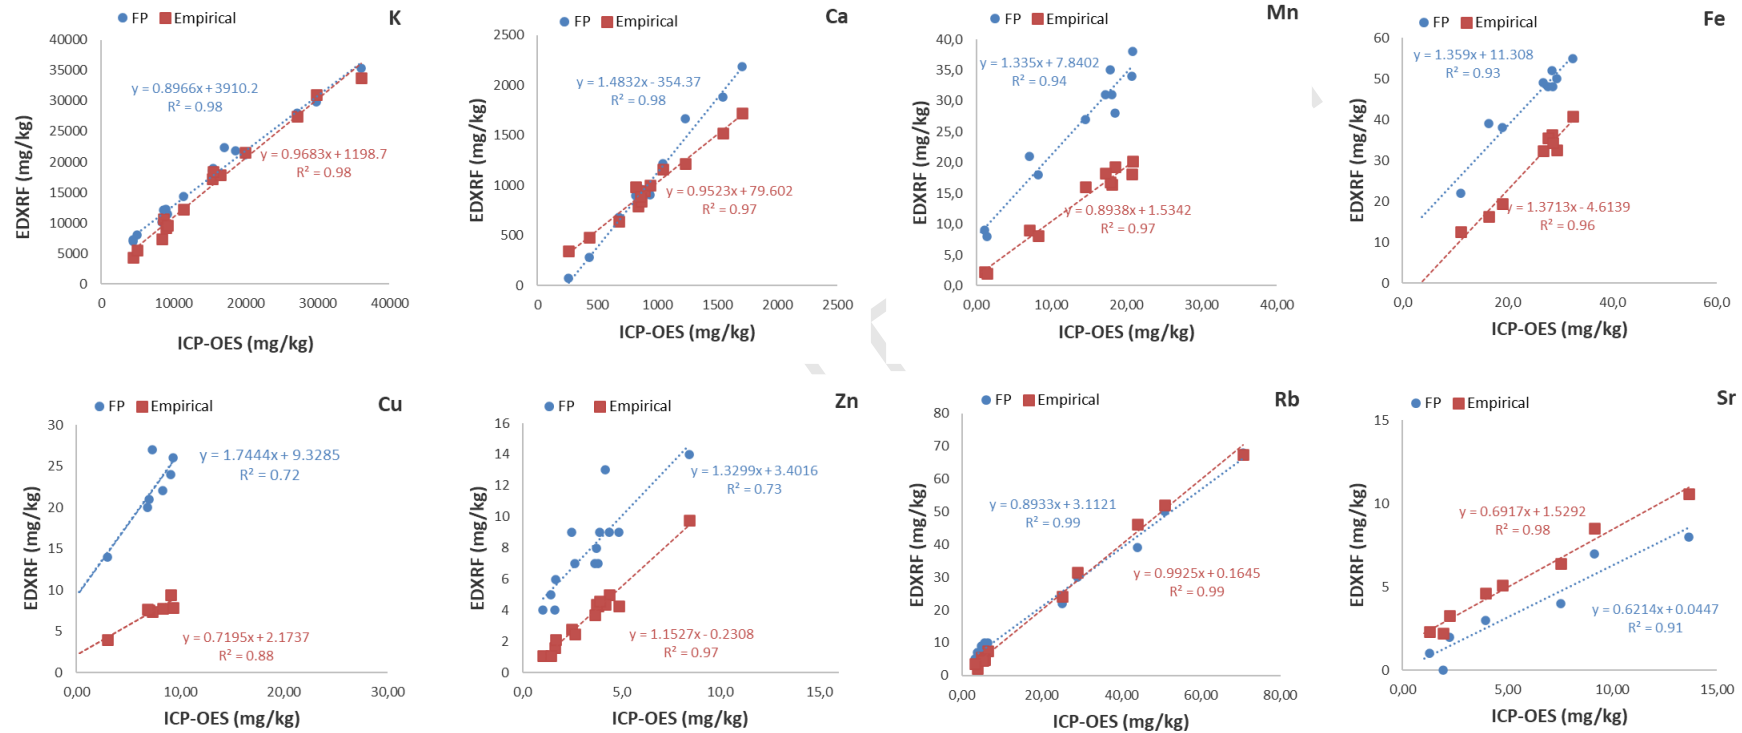 FP Empirical K
40000
35000
30000
25000
20000
15000
10000
5000
0
y = 0.8966x + 3910.2
R² = 0.98
y = 0.9683x + 1198.7
R² = 0.98
0 10000 20000 30000 40000
EDXRF (mg/kg)
ICP-OES (mg/kg)
FP Empirical Ca
2500
2000
1500
1000
500
0
y = 1.4832x - 354.37
R² = 0.98
y = 0.9523x + 79.602
R² = 0.97
0 500 1000 1500 2000 2500
EDXRF (mg/kg)
ICP-OES (mg/kg)
FP Empirical Mn
40,0
35,0
30,0
25,0
20,0
15,0
10,0
5,0
0,0
y = 1.335x + 7.8402
R² = 0.94
y = 0.8938x + 1.5342
R² = 0.97
0,00 10,00 20,00 30,00 40,00
EDXRF (mg/kg)
ICP-OES (mg/kg)
FP Empirical Fe
60
50
40
30
20
10
0
y = 1.359x + 11.308
R² = 0.93
y = 1.3713x - 4.6139
R² = 0.96
0,0 20,0 40,0 60,0
EDXRF (mg/kg)
ICP-OES (mg/kg)
FP Empirical Cu
30
25
20
15
10
5
0
y = 1.7444x + 9.3285
R² = 0.72
y = 0.7195x + 2.1737
R² = 0.88
0,00 10,00 20,00 30,00
EDXRF (mg/kg)
ICP-OES (mg/kg)
FP Empirical Zn
16
14
12
10
8
6
4
2
0
y = 1.3299x + 3.4016
R² = 0.73
y = 1.1527x - 0.2308
R² = 0.97
0,0 5,0 10,0 15,0
EDXRF (mg/kg)
ICP-OES (mg/kg)
FP Empirical Rb
80
70
60
50
40
30
20
10
0
y = 0.8933x + 3.1121
R² = 0.99
y = 0.9925x + 0.1645
R² = 0.99
0,00 20,00 40,00 60,00 80,00
EDXRF (mg/kg)
ICP-OES (mg/kg)
FP Empirical Sr
15
10
5
0
y = 0.6917x + 1.5292
R² = 0.98
y = 0.6214x + 0.0447
R² = 0.91
0,00 5,00 10,00 15,00
EDXRF (mg/kg)
ICP-OES (mg/kg)